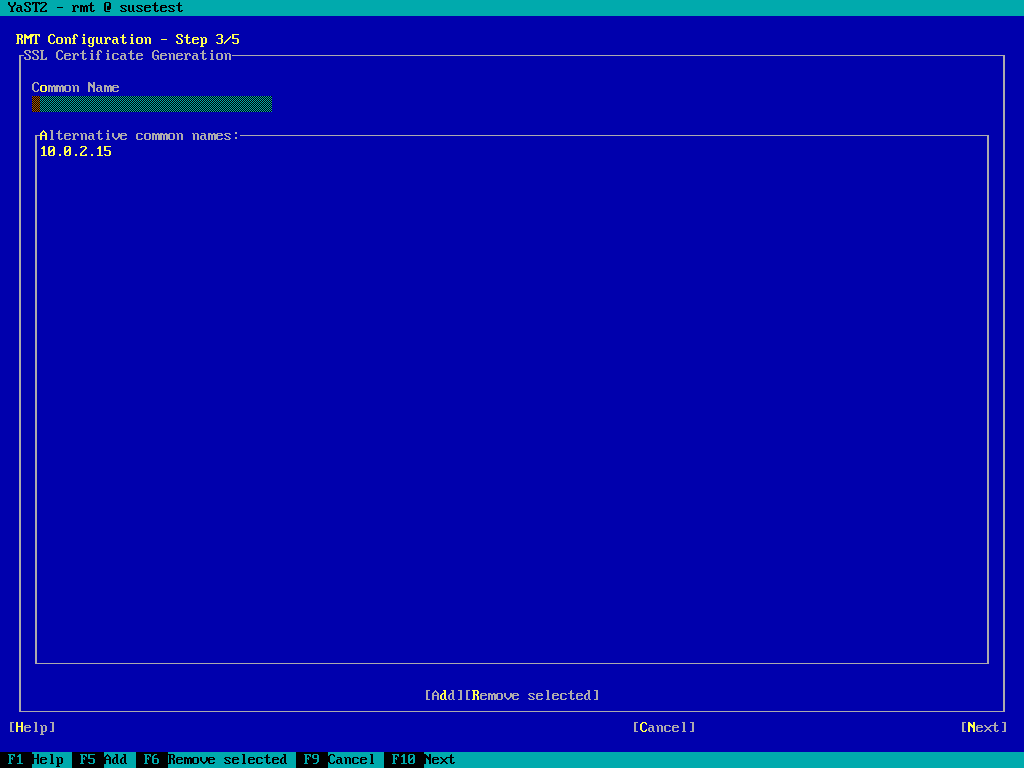 YaST2 - rmt @ susetest
RMT Configuration - Step 3/5
SSL Certificate Generation
Common Name
Alternative common names:
10.0.2.15
[Add][Remove selected]
[Help] [Cancel] [Next]
F1 Help F5 Add F6 Remove selected F9 Cancel F10 Next